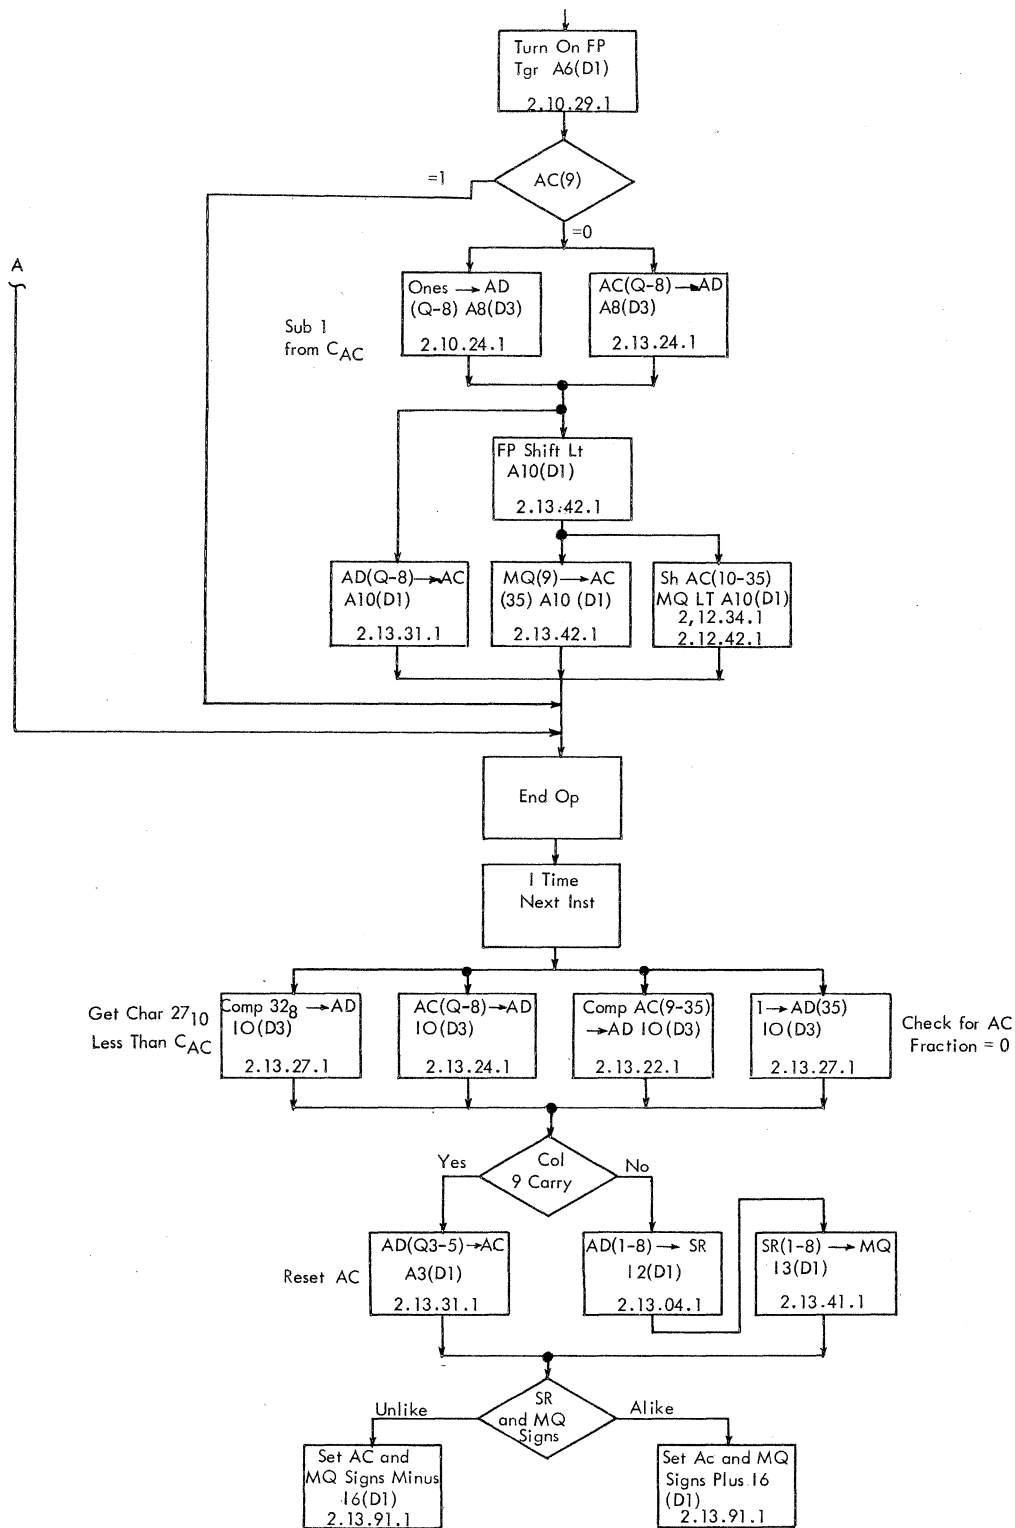 Turn On FP
Tgr A6(D1)
2.10.29.1
AC(9)
=1
=0
A
Ones → AD
(Q-8) A8(D3)
2.10.24.1
AC(Q-8) → AD
A8(D3)
2.13.24.1
Sub 1
from CAC
FP Shift Lt
A10(D1)
2.13.42.1
AD(Q-8) → AC
A10(D1)
2.13.31.1
MQ(9) → AC
(35) A10 (D1)
2.13.42.1
Sh AC(10-35)
MQ LT A10(D1)
2,12.34.1
2.12.42.1
End Op
I Time
Next Inst
Get Char 2710
Less Than CAC
Comp 328 → AD
IO(D3)
2.13.27.1
AC(Q-8) → AD
IO(D3)
2.13.24.1
Comp AC(9-35)
→ AD IO(D3)
2.13.22.1
1 → AD(35)
IO(D3)
2.13.27.1
Check for AC
Fraction = 0
Yes
Col
9 Carry
No
Reset AC
AD(Q3-5) → AC
A3(D1)
2.13.31.1
AD(1-8) → SR
I2(D1)
2.13.04.1
SR(1-8) → MQ
I3(D1)
2.13.41.1
Unlike
SR
and MQ
Signs
Alike
Set AC and
MQ Signs Minus
I6(D1)
2.13.91.1
Set Ac and MQ
Signs Plus I6
(D1)
2.13.91.1